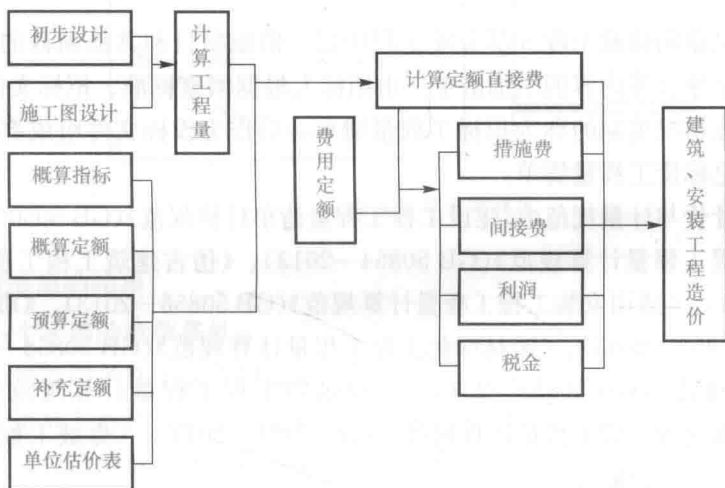 初步设计
施工图设计
概算指标
概算定额
预算定额
补充定额
单位估价表
计算工程量
费用定额
计算定额直接费
措施费
间接费
利润
税金
建筑、安装工程造价